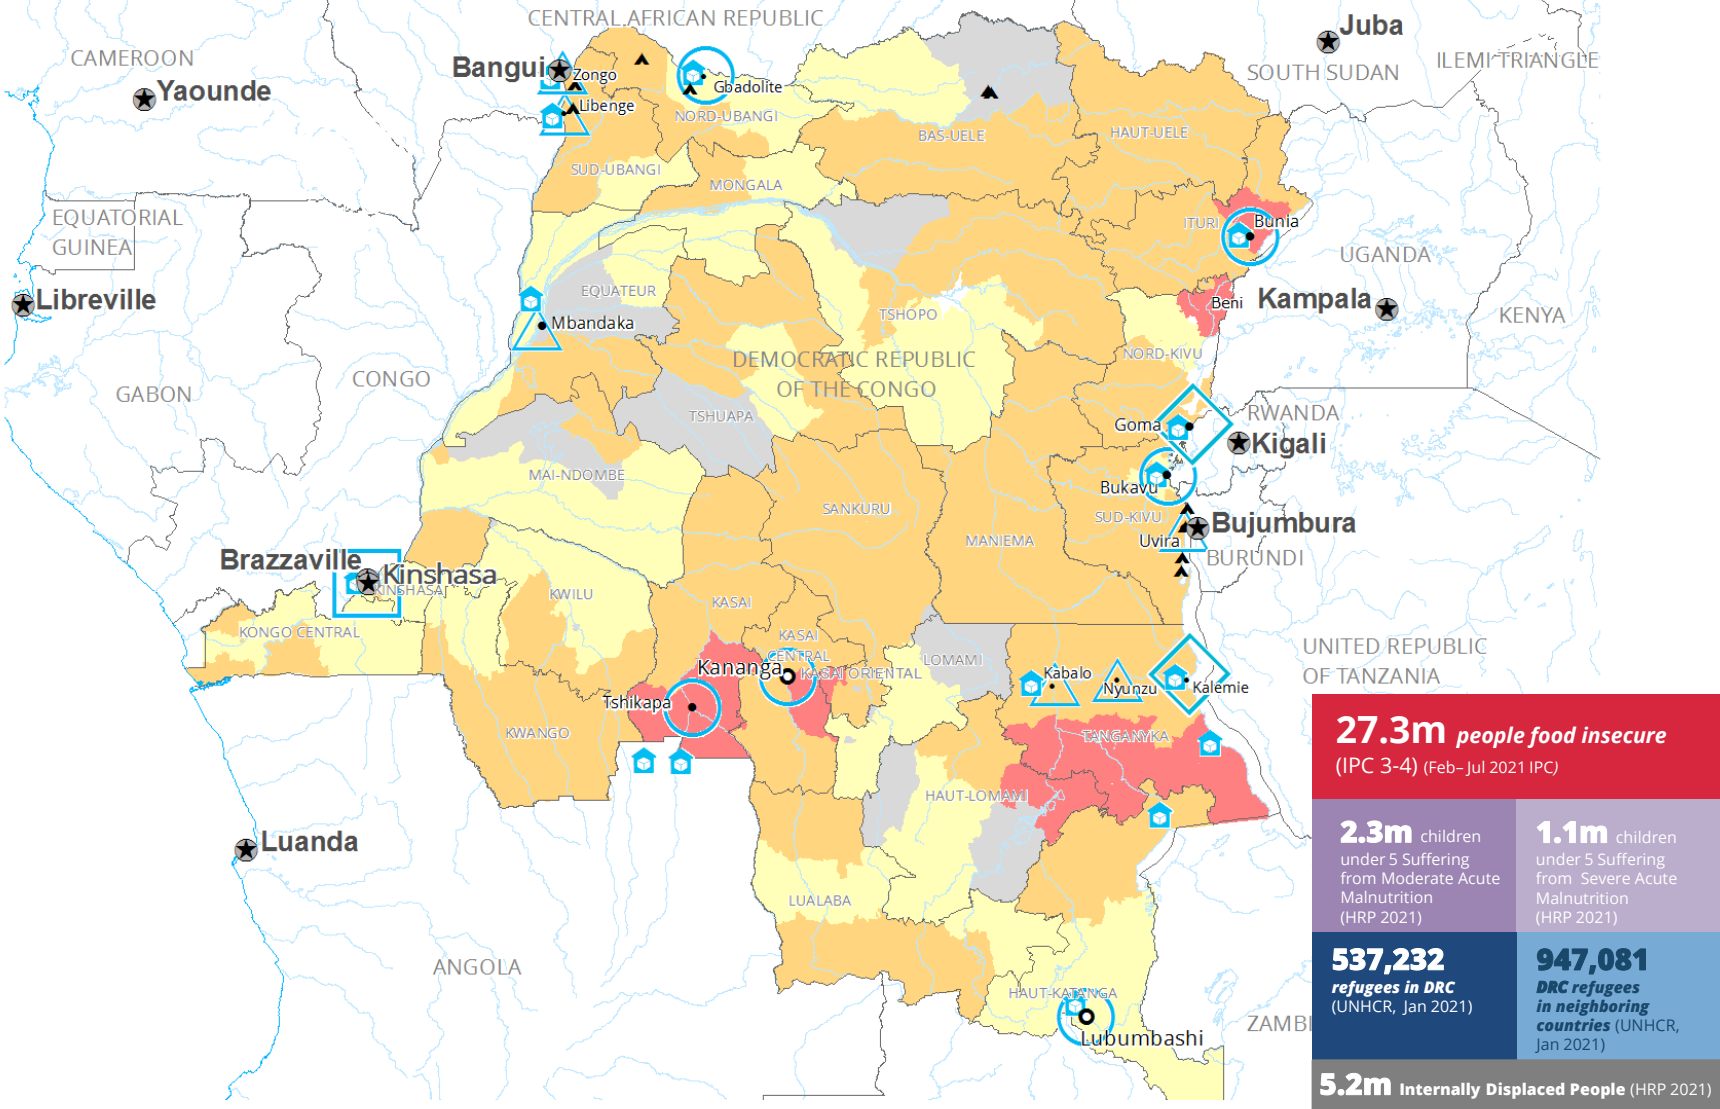 CENTRAL AFRICAN REPUBLIC
Juba
CAMEROON
Bangui
Zongo
SOUTH SUDAN
ILEMI TRIANGLE
Yaounde
Gbadolite
Libenge
NORD-UBANGI
BAS-UELE
HAUT-UELE
SUD-UBANGI
MONGALA
EQUATORIAL
GUINEA
ITURI
Bunia
UGANDA
EQUATEUR
Libreville
Beni
Kampala
KENYA
TSHOPO
Mbandaka
NORD-KIVU
DEMOCRATIC REPUBLIC
OF THE CONGO
CONGO
GABON
TSHUAPA
RWANDA
Goma
Kigali
MAI-NDOMBE
Bukavu
SANKURU
SUD-KIVU
Bujumbura
MANIEMA
Uvira
BURUNDI
Brazzaville
Kinshasa
KINSHASA
KWILU
KASAI
KONGO CENTRAL
KASAI
CENTRAL
UNITED REPUBLIC
OF TANZANIA
LOMAMI
Kananga
KASAI ORIENTAL
Kabalo
Nyunzu
Kalemie
Tshikapa
KWANGO
TANGANYKA
27.3m people food insecure
(IPC 3-4) (Feb–Jul 2021 IPC)
HAUT-LOMAMI
2.3m children
under 5 Suffering
from Moderate Acute
Malnutrition
(HRP 2021)
1.1m children
under 5 Suffering
from Severe Acute
Malnutrition
(HRP 2021)
Luanda
LUALABA
537,232
refugees in DRC
(UNHCR, Jan 2021)
947,081
DRC refugees
in neighboring
countries (UNHCR,
Jan 2021)
ANGOLA
HAUT-KATANGA
ZAMBI
Lubumbashi
5.2m Internally Displaced People (HRP 2021)